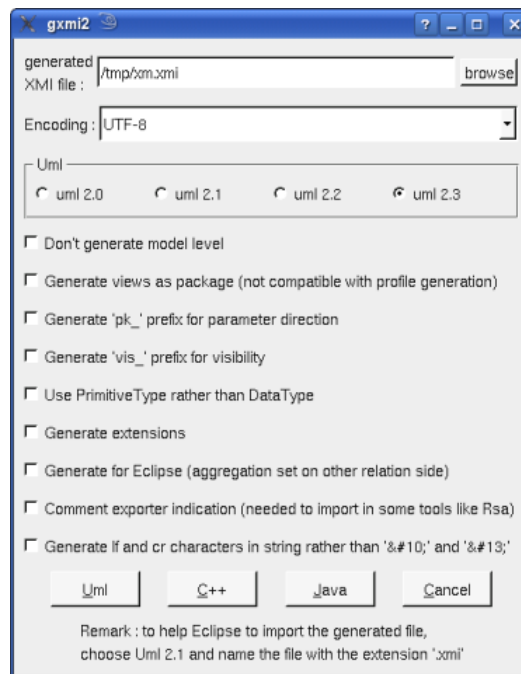 gxmi2
generated
XMI file :
/tmp/xm.xmi
browse
Encoding :
UTF-8
Uml
uml 2.0
uml 2.1
uml 2.2
uml 2.3
Don't generate model level
Generate views as package (not compatible with profile generation)
Generate 'pk_' prefix for parameter direction
Generate 'vis_' prefix for visibility
Use PrimitiveType rather than DataType
Generate extensions
Generate for Eclipse (aggregation set on other relation side)
Comment exporter indication (needed to import in some tools like Rsa)
Generate lf and cr characters in string rather than '&#10;' and '&#13;'
Uml
C++
Java
Cancel
Remark : to help Eclipse to import the generated file,
choose Uml 2.1 and name the file with the extension '.xmi'